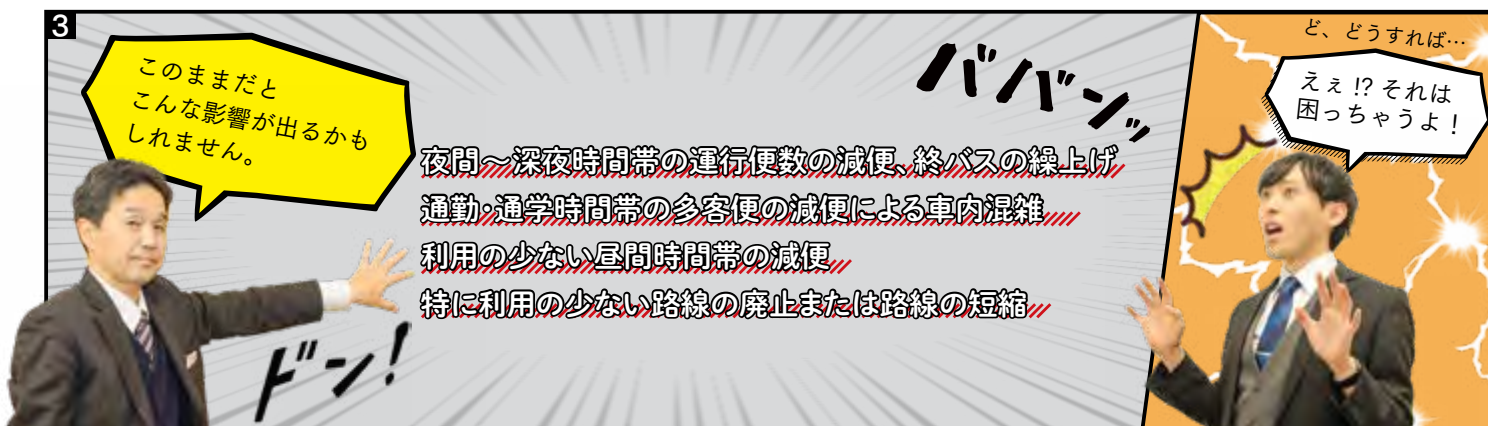 3
このままだと
こんな影響が出るかも
しれません。
ババーンッ
夜間～深夜時間帯の運行便数の減便、終バスの繰上げ
通勤・通学時間帯の多客便の減便による車内混雑
利用の少ない昼間時間帯の減便
特に利用の少ない路線の廃止または路線の短縮
ドーン！
ど、どうすれば…
えぇ!?それは
困っちゃうよ！